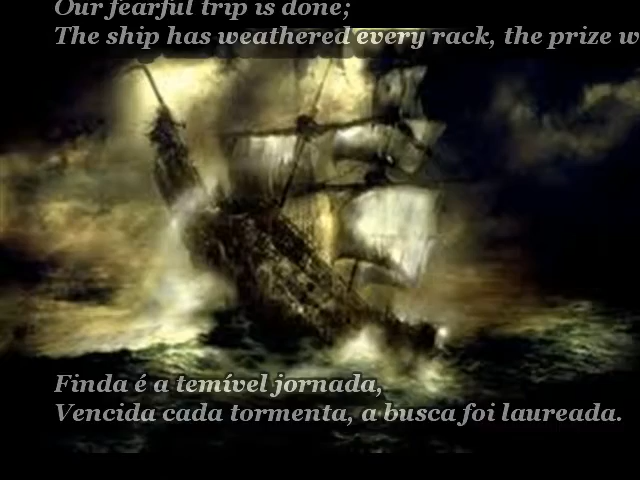 Our fearful trip is done;
The ship has weathered every rack, the prize w
Finda é a temível jornada,
Vencida cada tormenta, a busca foi laureada.